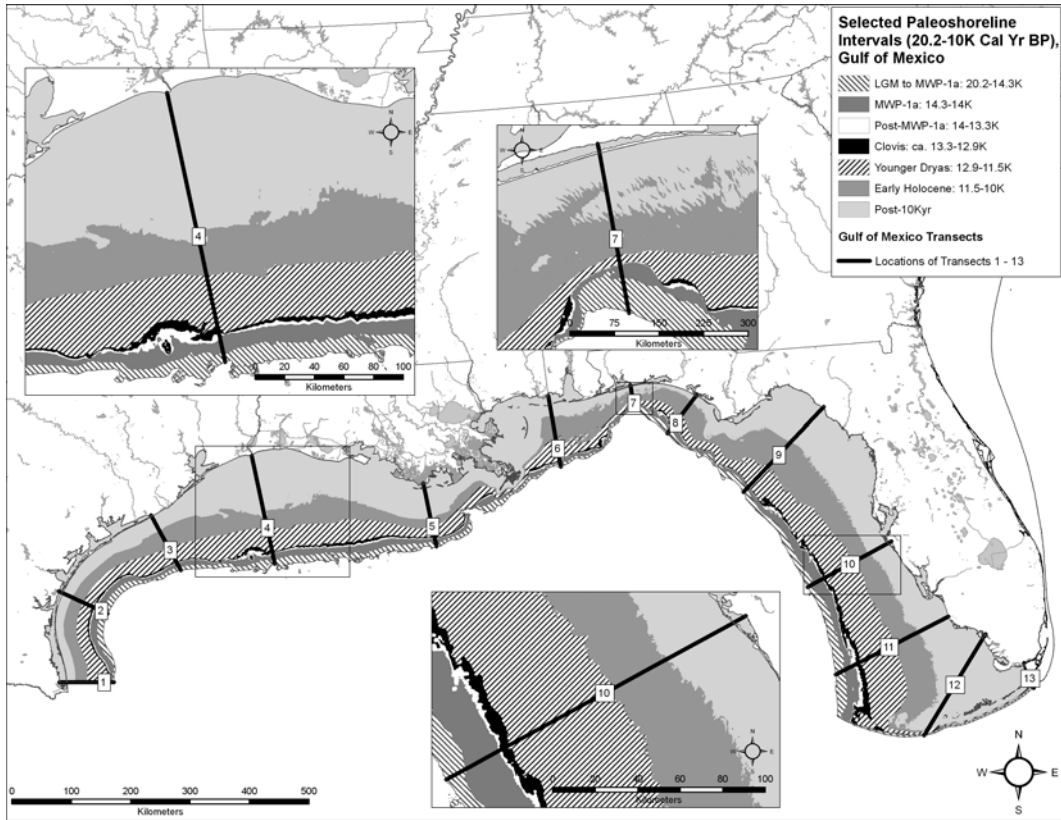 Selected Paleoshoreline
Intervals (20.2-10K Cal Yr BP),
Gulf of Mexico
LGM to MWP-1a: 20.2-14.3K
MWP-1a: 14.3-14K
Post-MWP-1a: 14-13.3K
Clovis: ca. 13.3-12.9K
Younger Dryas: 12.9-11.5K
Early Holocene: 11.5-10K
Post-10Kyr
Gulf of Mexico Transects
Locations of Transects 1 - 13
N
W E
S
4
0 20 40 60 80 100
Kilometers
N
W E
S
7
75 150 225 300
Kilometers
1
2
3
4
5
6
7
8
9
10
11
12
13
N
W E
S
10
0 20 40 60 80 100
Kilometers
N
W E
S
0 100 200 300 400 500
Kilometers